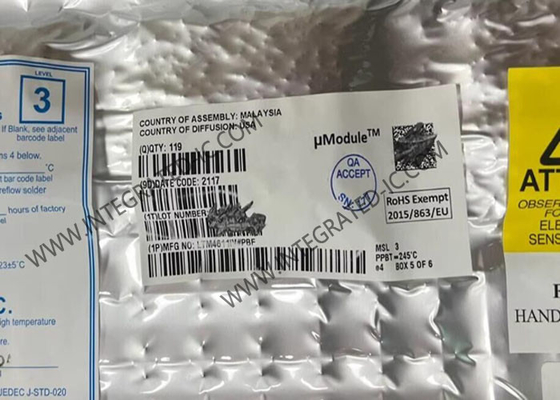 LEVEL
3
If Blank, see adjacent
barcode label
ns 4 below.
t bar code label
reflow solder
hours of factory
23±5°C
C.
high temperature
JEDEC J-STD-020
COUNTRY OF ASSEMBLY: MALAYSIA
COUNTRY OF DIFFUSION: USA
(Q)QTY: 119
(9D)DATE CODE: 2117
(1T)LOT NUMBER:
(1P)MFG NO:
µModule™
QA
ACCEPT
RoHS Exempt
2015/863/EU
MSL 3
PPBT=245°C
e4 BOX 5 OF 6
WWW.INTEGRATED-IC.COM
WWW.INTEGRATED-IC.COM
ATT
OBSER
FO
ELE
SENS
HAND